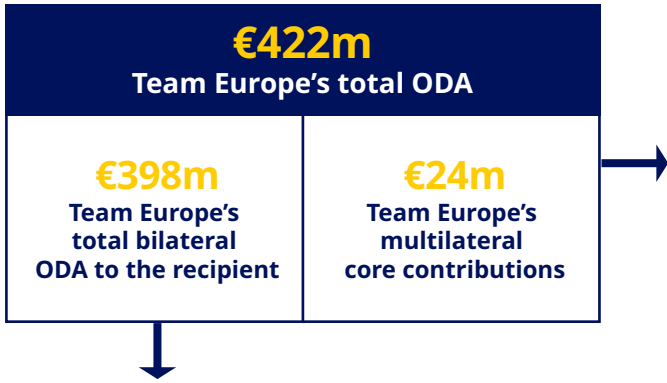 €422m
Team Europe’s total ODA
€398m
Team Europe’s
total bilateral
ODA to the recipient
€24m
Team Europe’s
multilateral
core contributions